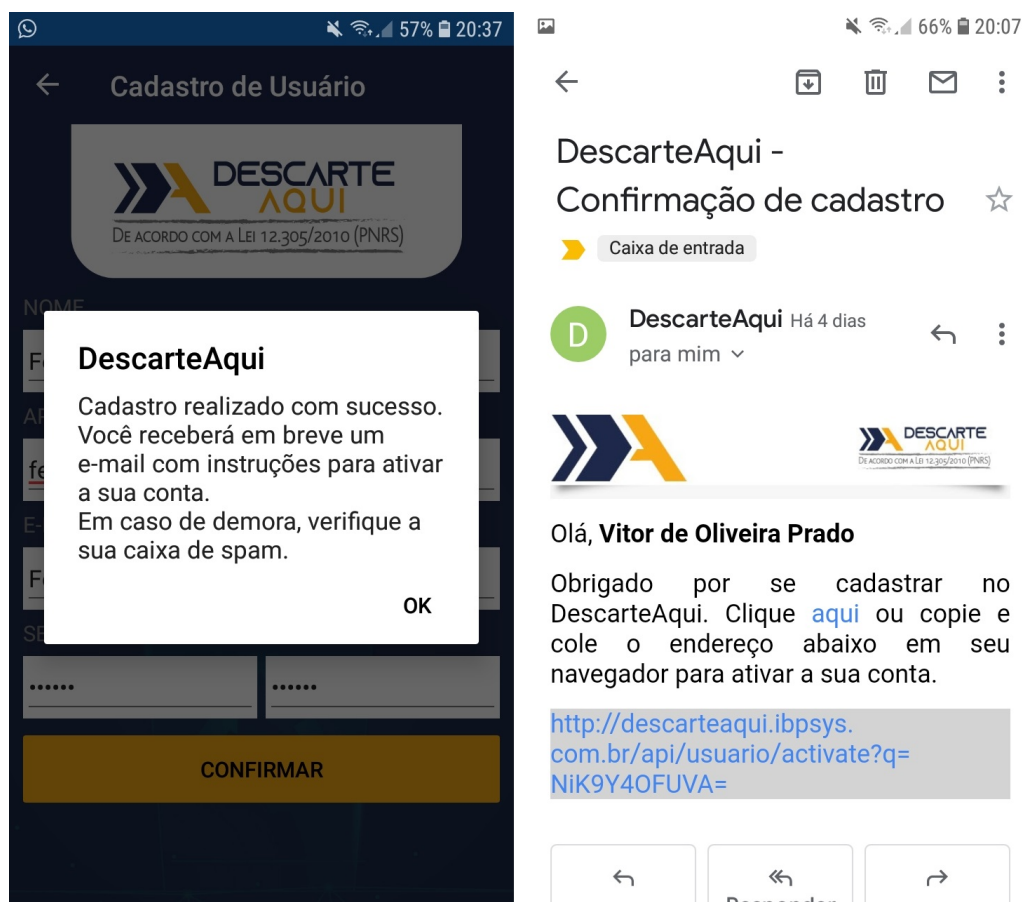 57% 20:37
Cadastro de Usuário
DESCARTE
AQUI
DE ACORDO COM A LEI 12.305/2010 (PNRS)
NOME
DescarteAqui
Cadastro realizado com sucesso.
Você receberá em breve um
e-mail com instruções para ativar
a sua conta.
Em caso de demora, verifique a
sua caixa de spam.
OK
CONFIRMAR
66% 20:07
DescarteAqui -
Confirmação de cadastro
Caixa de entrada
D
DescarteAqui Há 4 dias
para mim
DESCARTE
AQUI
DE ACORDO COM A LEI 12.305/2010 (PNRS)
Olá, Vitor de Oliveira Prado
Obrigado por se cadastrar no
DescarteAqui. Clique aqui ou copie e
cole o endereço abaixo em seu
navegador para ativar a sua conta.
http://descarteaqui.ibpsys.
com.br/api/usuario/activate?q=
NiK9Y4OFUVA=